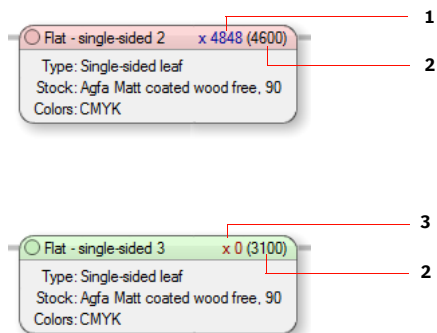 Flat - single-sided 2 x 4848 (4600)
1
2
Type: Single-sided leaf
Stock: Agfa Matt coated wood free, 90
Colors: CMYK
Flat - single-sided 3 x 0 (3100)
3
2
Type: Single-sided leaf
Stock: Agfa Matt coated wood free, 90
Colors: CMYK